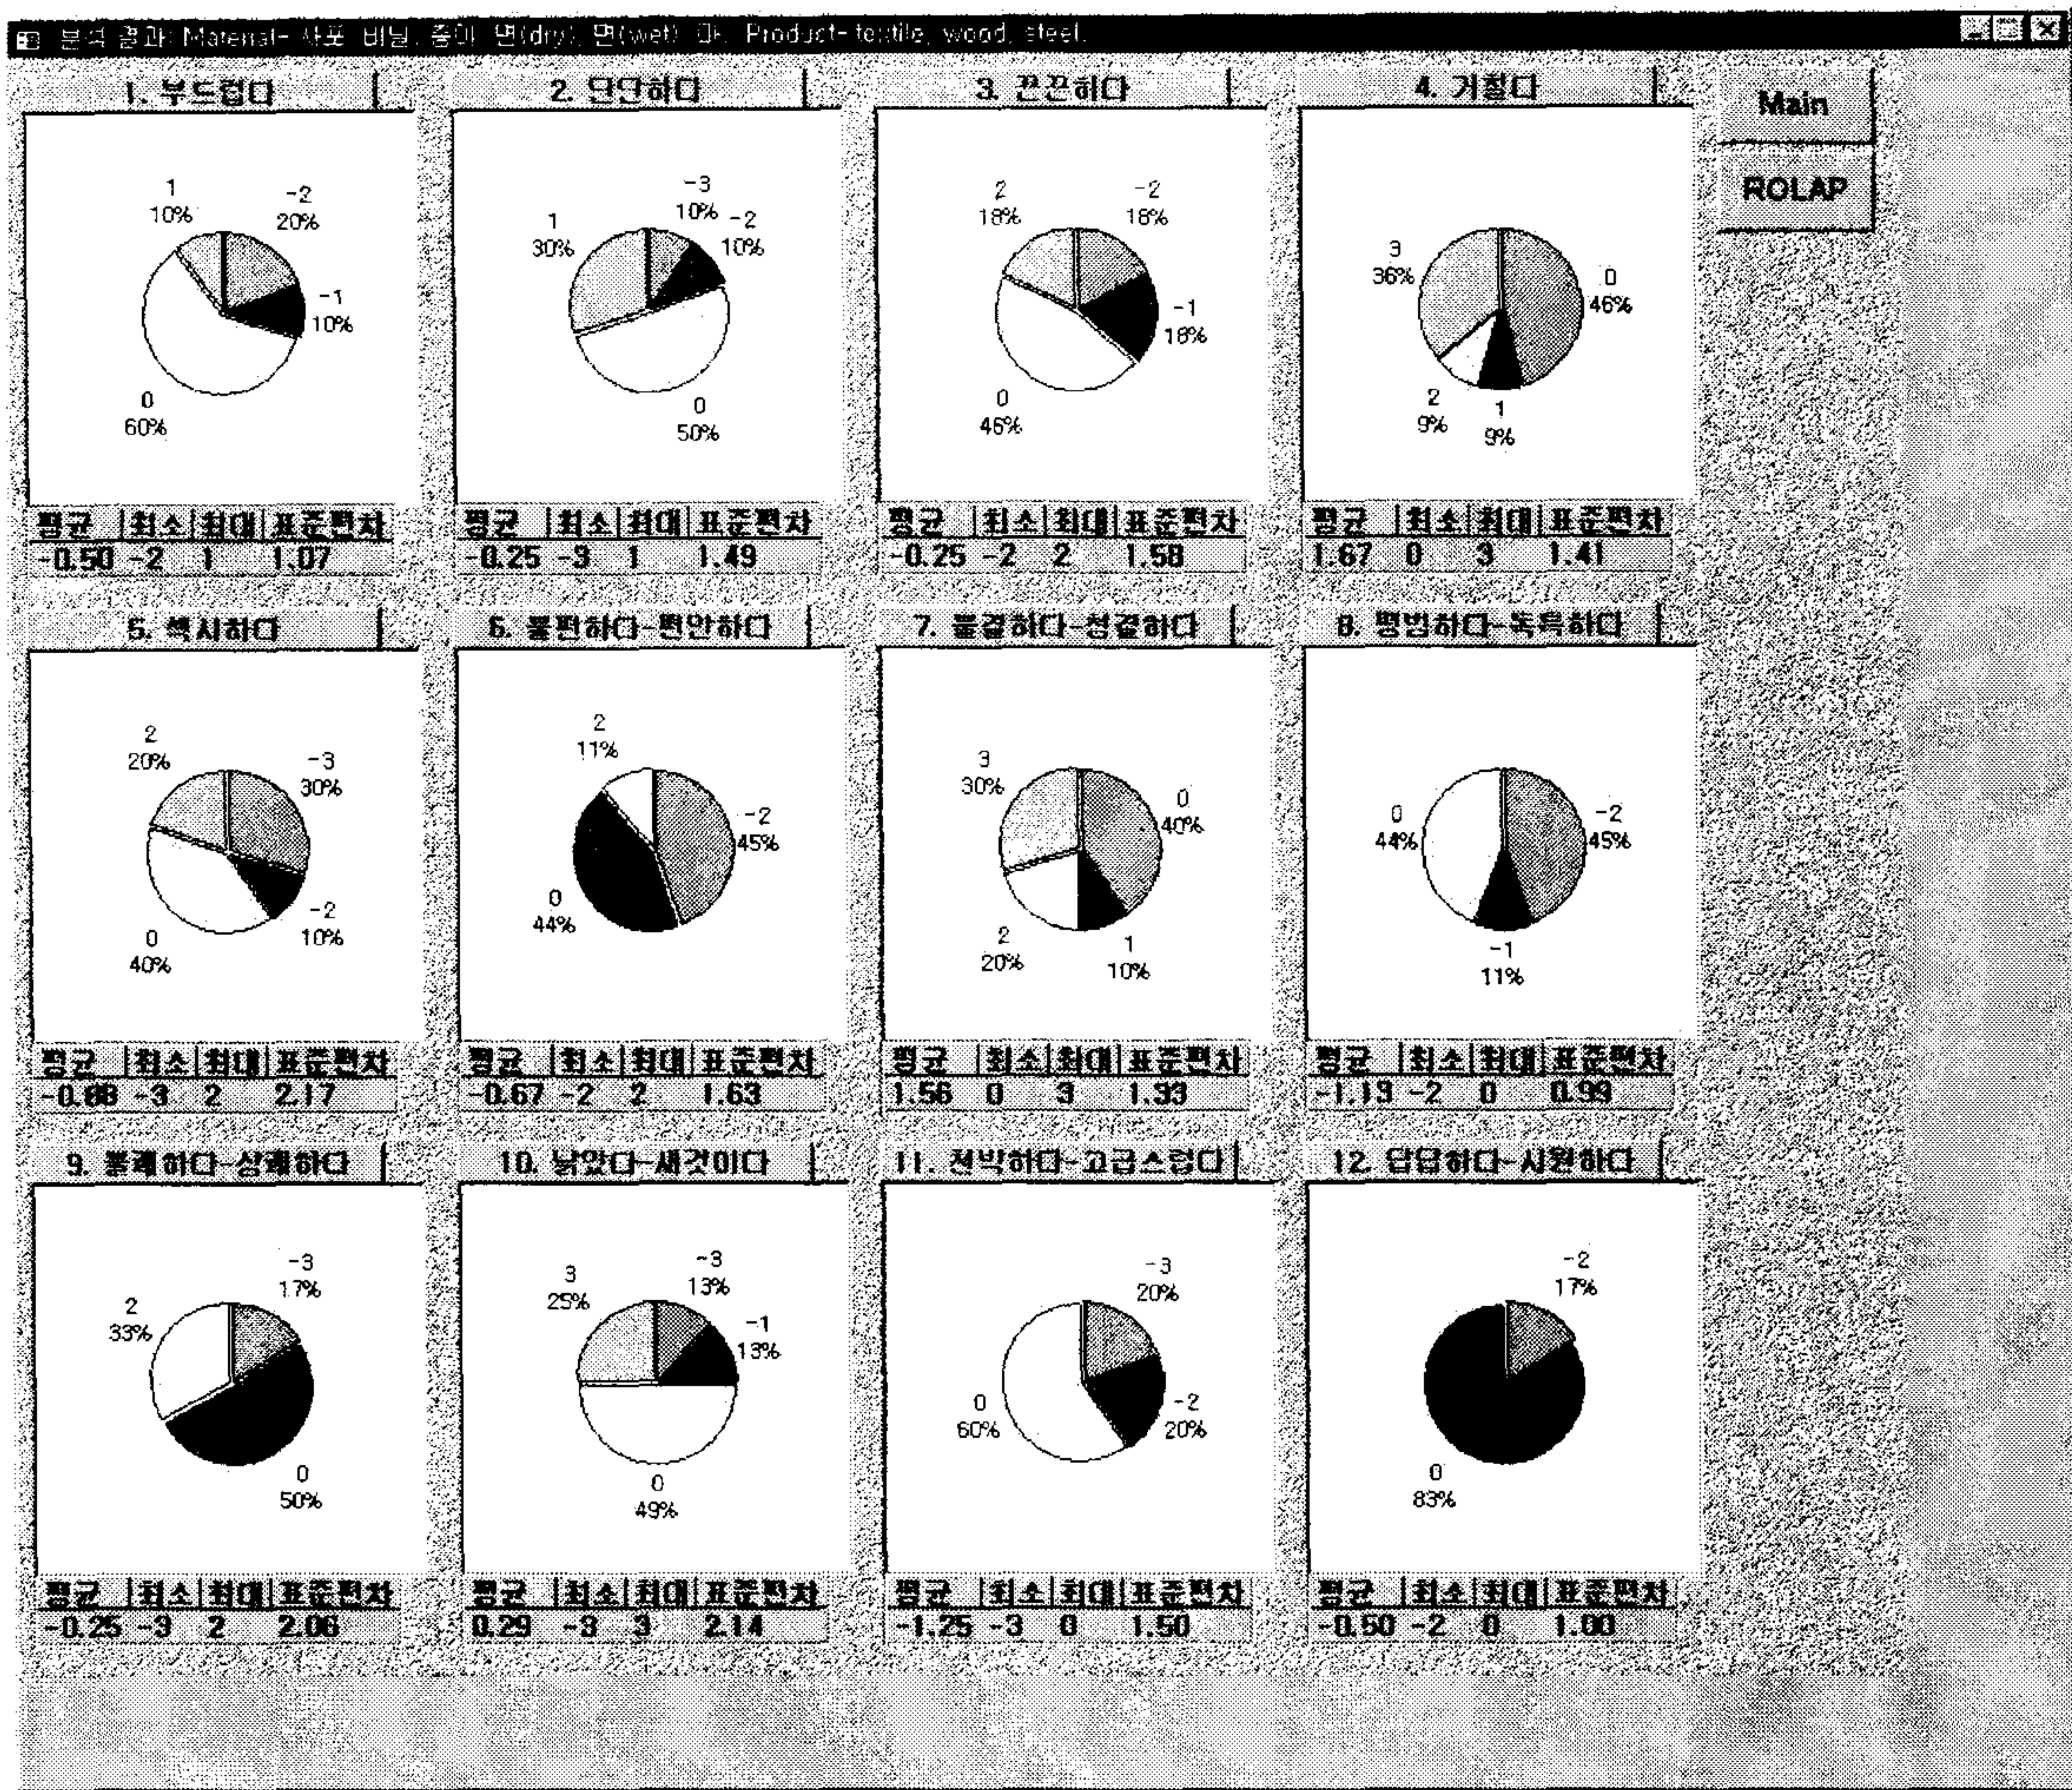 분석 결과: Material- 사포, 비닐, 종이, 면(dry), 면(wet), 마. Product- textile, wood, steel.
1. 부드럽다
2. 단단하다
3. 끈끈하다
4. 거칠다
Main
ROLAP
1
10%
-2
20%
-1
10%
0
60%
1
30%
-3
10%
-2
10%
0
50%
2
18%
-2
18%
-1
18%
0
46%
3
36%
0
46%
2
9%
1
9%
평균 최소 최대 표준편차
-0.50 -2 1 1.07
평균 최소 최대 표준편차
-0.25 -3 1 1.49
평균 최소 최대 표준편차
-0.25 -2 2 1.58
평균 최소 최대 표준편차
1.67 0 3 1.41
5. 섹시하다
6. 불편하다-편안하다
7. 불결하다-청결하다
8. 평범하다-독특하다
2
20%
-3
30%
-2
10%
0
40%
2
11%
-2
45%
0
44%
3
30%
0
40%
2
20%
1
10%
0
44%
-2
45%
-1
11%
평균 최소 최대 표준편차
-0.88 -3 2 2.17
평균 최소 최대 표준편차
-0.67 -2 2 1.63
평균 최소 최대 표준편차
1.56 0 3 1.33
평균 최소 최대 표준편차
-1.13 -2 0 0.99
9. 불쾌하다-상쾌하다
10. 낡았다-새것이다
11. 천박하다-고급스럽다
12. 답답하다-시원하다
2
33%
-3
17%
0
50%
3
25%
-3
13%
-1
13%
0
49%
-3
20%
0
60%
-2
20%
-2
17%
0
83%
평균 최소 최대 표준편차
-0.25 -3 2 2.06
평균 최소 최대 표준편차
0.29 -3 3 2.14
평균 최소 최대 표준편차
-1.25 -3 0 1.50
평균 최소 최대 표준편차
-0.50 -2 0 1.00